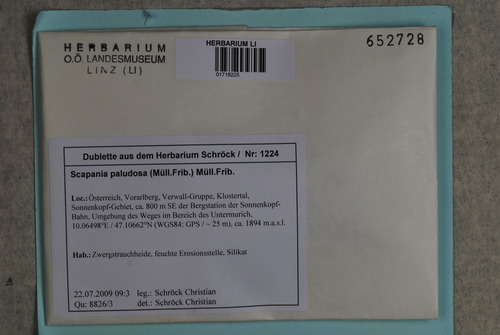 HERBARIUM
O.Ö. LANDESMUSEUM
LINZ (LI)
HERBARIUM LI
01718225
652728
Dublette aus dem Herbarium Schröck / Nr: 1224
Scapania paludosa (Müll.Frib.) Müll.Frib.
Loc.: Österreich, Vorarlberg, Verwall-Gruppe, Klostertal,
Sonnenkopf-Gebiet, ca. 800 m SE der Bergstation der Sonnenkopf-
Bahn, Umgebung des Weges im Bereich des Untermurich,
10.06498°E / 47.10662°N (WGS84: GPS / ~ 25 m), ca. 1894 m.a.s.l.
Hab.: Zwergstrauchheide, feuchte Erosionsstelle, Silikat
22.07.2009 09:3 leg.: Schröck Christian
Qu: 8826/3 det.: Schröck Christian